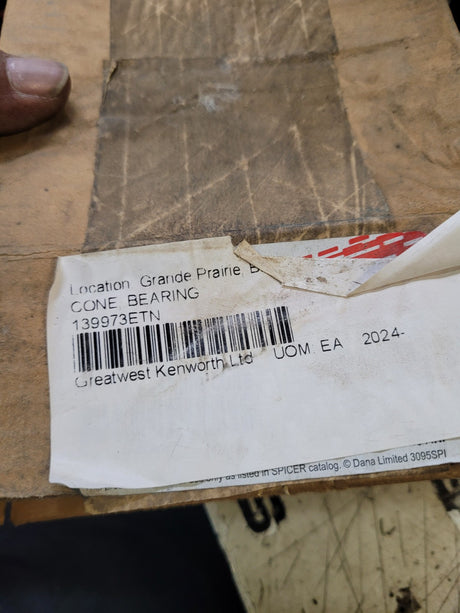 Location Grande Prairie, B
CONE, BEARING
139973ETN
Greatwest Kenworth Ltd UOM: EA 2024-
only as listed in SPICER catalog. © Dana Limited 3095SPI